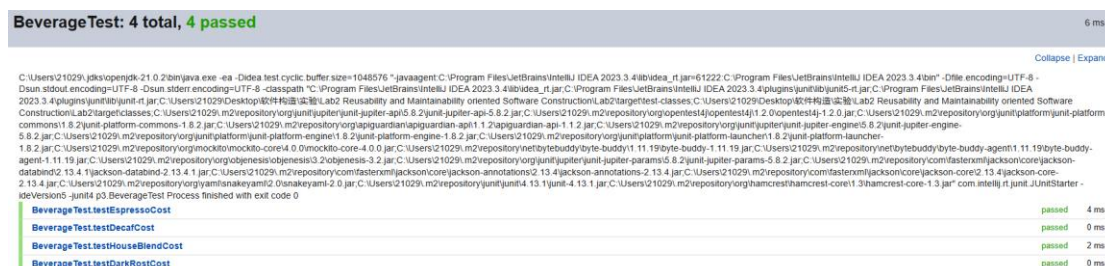 BeverageTest: 4 total, 4 passed
6 ms
Collapse | Expand
C:\Users\21029\.jdks\openjdk-21.0.2\bin\java.exe -ea -Didea.test.cyclic.buffer.size=1048576 "-javaagent:C:\Program Files\JetBrains\IntelliJ IDEA 2023.3.4\lib\idea_rt.jar=61222:C:\Program Files\JetBrains\IntelliJ IDEA 2023.3.4\bin" -Dfile.encoding=UTF-8 -
Dsun.stdout.encoding=UTF-8 -Dsun.stderr.encoding=UTF-8 -classpath "C:\Program Files\JetBrains\IntelliJ IDEA 2023.3.4\lib\idea_rt.jar;C:\Program Files\JetBrains\IntelliJ IDEA 2023.3.4\plugins\junit\lib\junit5-rt.jar;C:\Program Files\JetBrains\IntelliJ IDEA
2023.3.4\plugins\junit\lib\junit-rt.jar;C:\Users\21029\Desktop\软件构造\实验\Lab2 Reusability and Maintainability oriented Software Construction\Lab2\target\test-classes;C:\Users\21029\Desktop\软件构造\实验\Lab2 Reusability and Maintainability oriented Software
Construction\Lab2\target\classes;C:\Users\21029\.m2\repository\org\junit\jupiter\junit-jupiter-api\5.8.2\junit-jupiter-api-5.8.2.jar;C:\Users\21029\.m2\repository\org\opentest4j\opentest4j\1.2.0\opentest4j-1.2.0.jar;C:\Users\21029\.m2\repository\org\junit\platform\junit-platform-
commons\1.8.2\junit-platform-commons-1.8.2.jar;C:\Users\21029\.m2\repository\org\apiguardian\apiguardian-api\1.1.2\apiguardian-api-1.1.2.jar;C:\Users\21029\.m2\repository\org\junit\jupiter\junit-jupiter-engine\5.8.2\junit-jupiter-engine-
5.8.2.jar;C:\Users\21029\.m2\repository\org\junit\platform\junit-platform-engine\1.8.2\junit-platform-engine-1.8.2.jar;C:\Users\21029\.m2\repository\org\junit\platform\junit-platform-launcher\1.8.2\junit-platform-launcher-
1.8.2.jar;C:\Users\21029\.m2\repository\org\mockito\mockito-core\4.0.0\mockito-core-4.0.0.jar;C:\Users\21029\.m2\repository\net\bytebuddy\byte-buddy\1.11.19\byte-buddy-1.11.19.jar;C:\Users\21029\.m2\repository\net\bytebuddy\byte-buddy-agent\1.11.19\byte-buddy-
agent-1.11.19.jar;C:\Users\21029\.m2\repository\org\objenesis\objenesis\3.2\objenesis-3.2.jar;C:\Users\21029\.m2\repository\org\junit\jupiter\junit-jupiter-params\5.8.2\junit-jupiter-params-5.8.2.jar;C:\Users\21029\.m2\repository\com\fasterxml\jackson\core\jackson-
databind\2.13.4.1\jackson-databind-2.13.4.1.jar;C:\Users\21029\.m2\repository\com\fasterxml\jackson\core\jackson-annotations\2.13.4\jackson-annotations-2.13.4.jar;C:\Users\21029\.m2\repository\com\fasterxml\jackson\core\jackson-core\2.13.4\jackson-core-
2.13.4.jar;C:\Users\21029\.m2\repository\org\yaml\snakeyaml\2.0\snakeyaml-2.0.jar;C:\Users\21029\.m2\repository\junit\junit\4.13.1\junit-4.13.1.jar;C:\Users\21029\.m2\repository\org\hamcrest\hamcrest-core\1.3\hamcrest-core-1.3.jar" com.intellij.rt.junit.JUnitStarter -
ideVersion5 -junit4 p3.BeverageTest Process finished with exit code 0
BeverageTest.testEspressoCost passed 4 ms
BeverageTest.testDecafCost passed 0 ms
BeverageTest.testHouseBlendCost passed 2 ms
BeverageTest.testDarkRostCost passed 0 ms